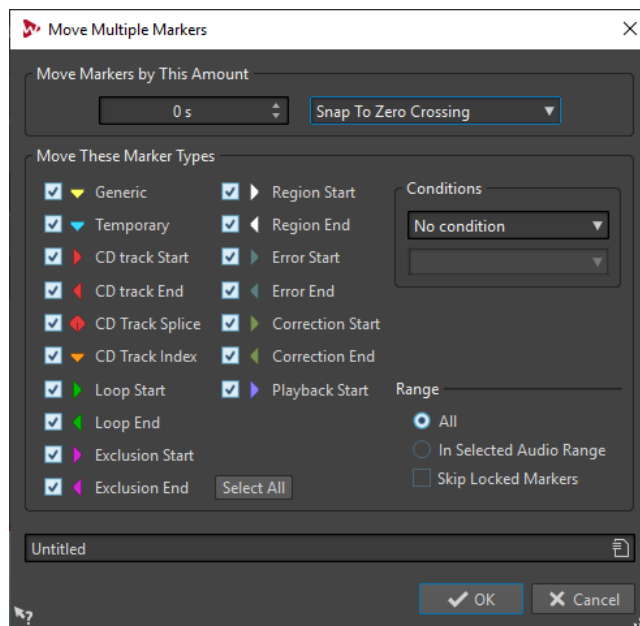 Move Multiple Markers
Move Markers by This Amount
0 s
Snap To Zero Crossing
Move These Marker Types
Generic
Temporary
CD track Start
CD track End
CD Track Splice
CD Track Index
Loop Start
Loop End
Exclusion Start
Exclusion End
Region Start
Region End
Error Start
Error End
Correction Start
Correction End
Playback Start
Select All
Conditions
No condition
Range
All
In Selected Audio Range
Skip Locked Markers
Untitled
OK
Cancel
?